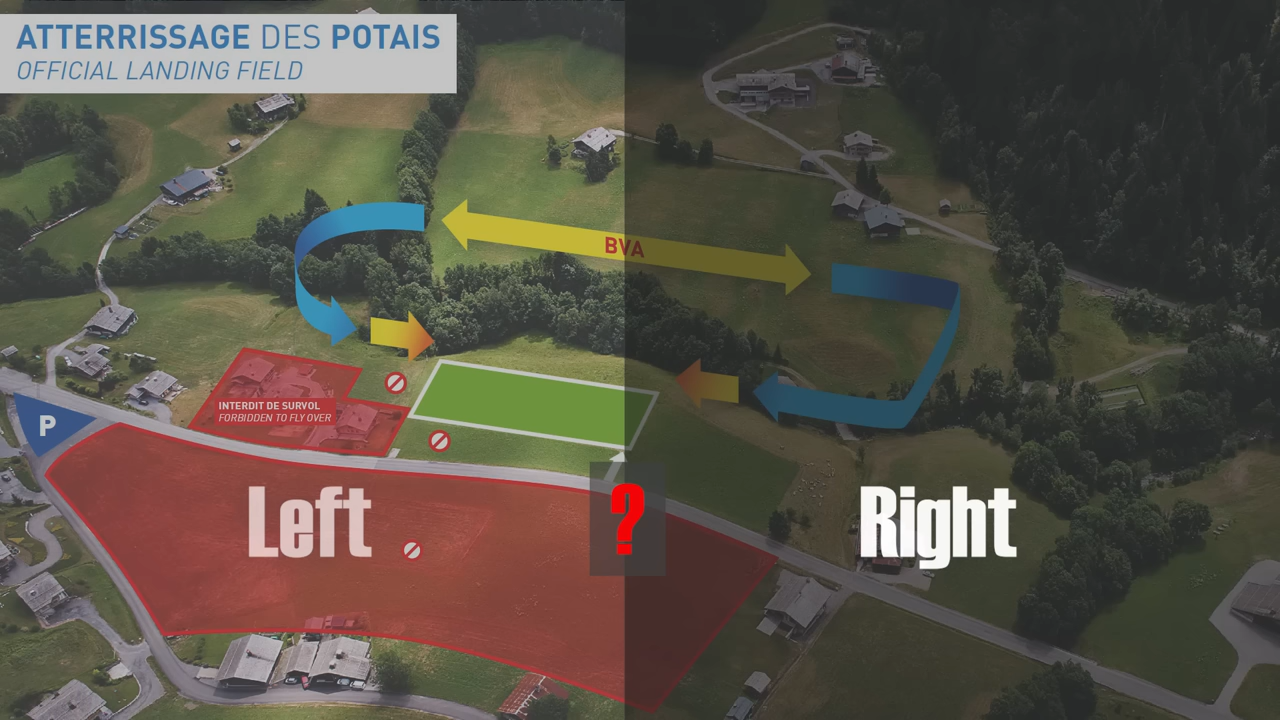 ATTERRISSAGE DES POTAIS
OFFICIAL LANDING FIELD
BVA
INTERDIT DE SURVOL
FORBIDDEN TO FLY OVER
P
Left
?
Right